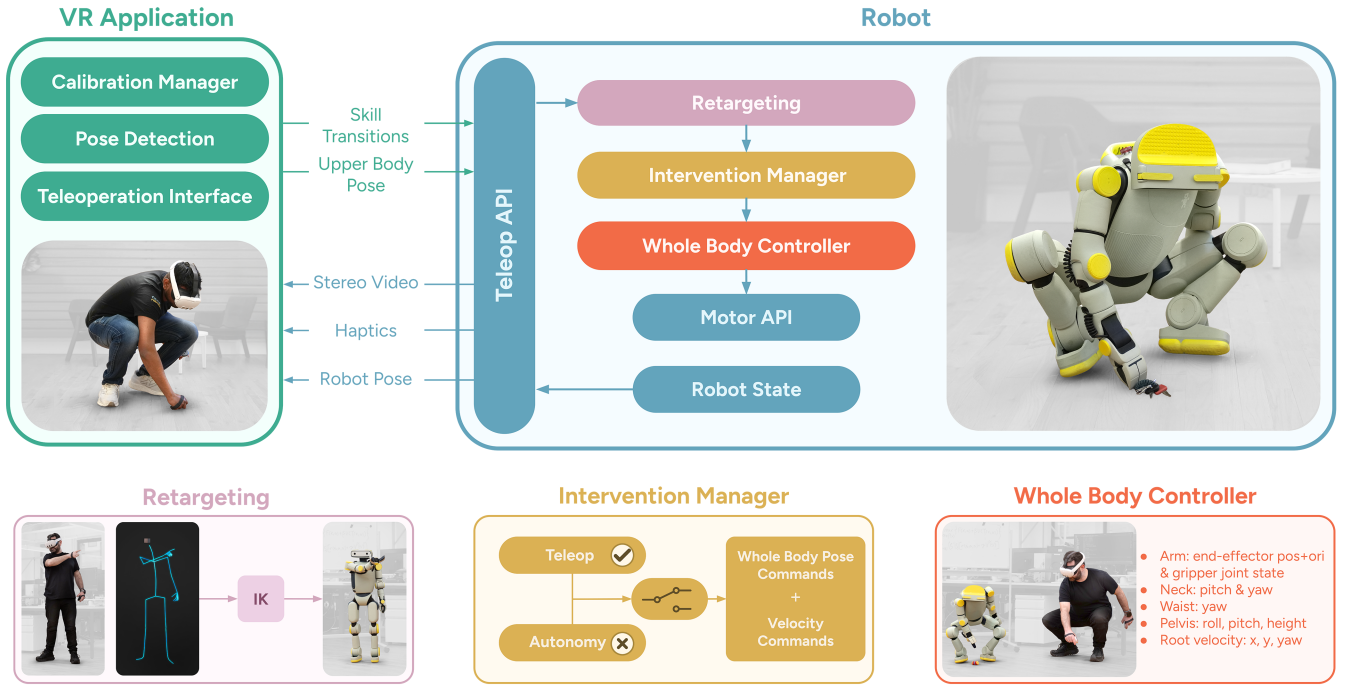 VR Application
Calibration Manager
Pose Detection
Teleoperation Interface
Skill
Transitions
Upper Body
Pose
Stereo Video
Haptics
Robot Pose
Robot
Teleop API
Retargeting
Intervention Manager
Whole Body Controller
Motor API
Robot State
Retargeting
IK
Intervention Manager
Teleop
Autonomy
Whole Body Pose
Commands
+
Velocity
Commands
Whole Body Controller
• Arm: end-effector pos+ori
& gripper joint state
• Neck: pitch & yaw
• Waist: yaw
• Pelvis: roll, pitch, height
• Root velocity: x, y, yaw